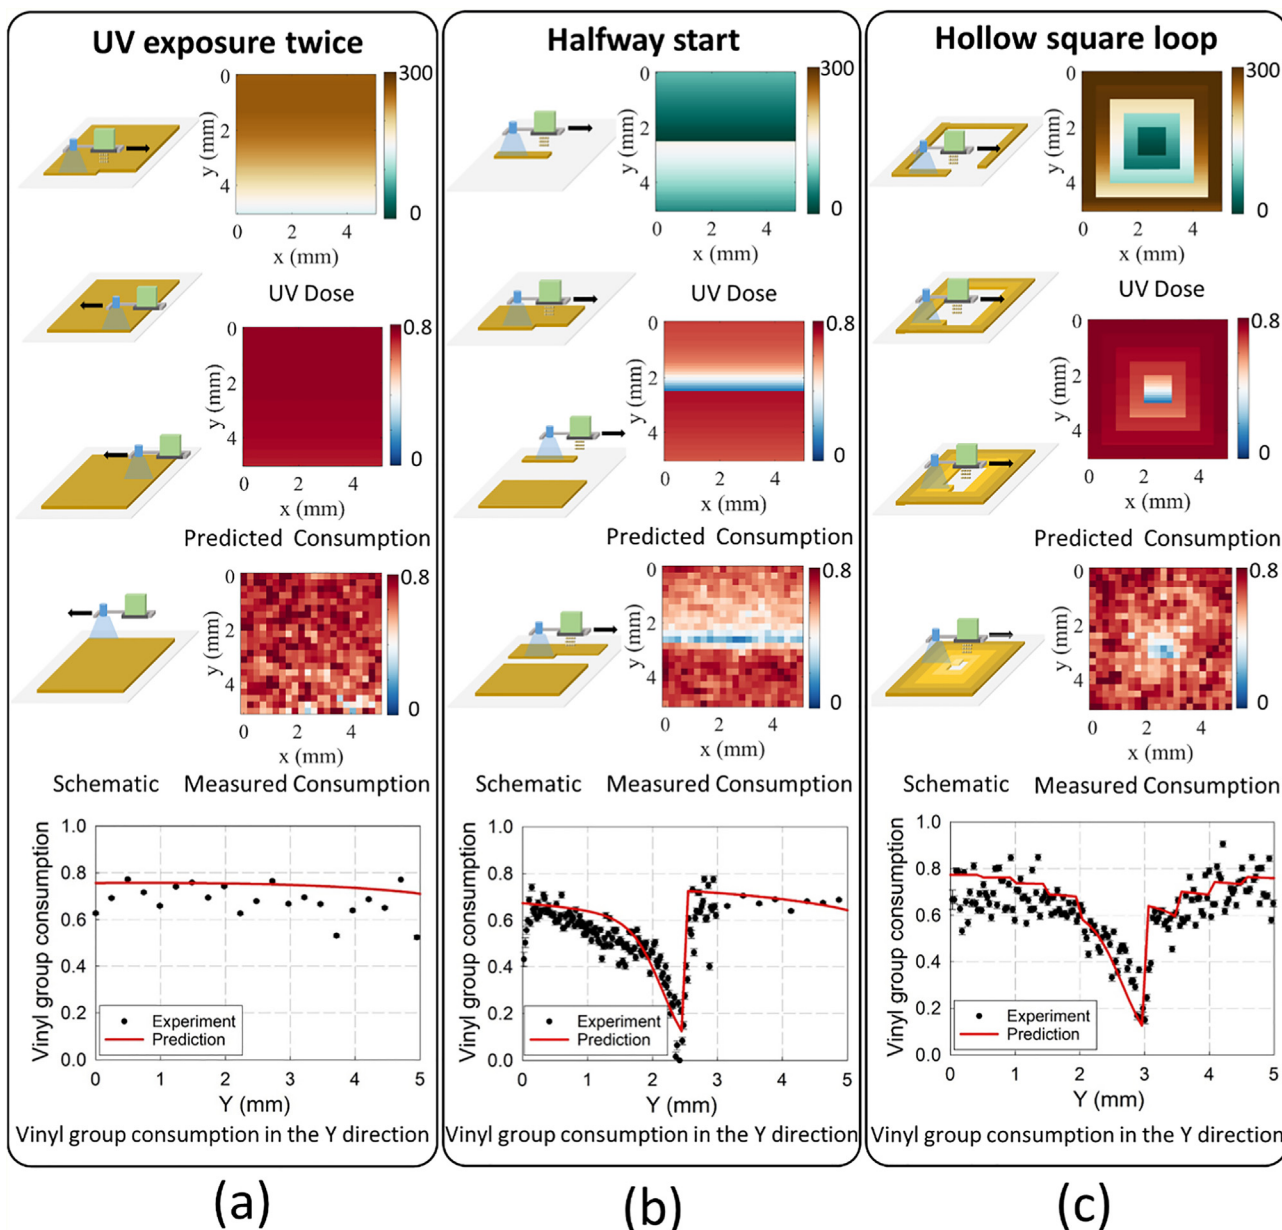 UV exposure twice
0
2
4
y (mm)
0
2
4
x (mm)
300
0
UV Dose
0
2
4
y (mm)
0
2
4
x (mm)
0.8
0
Predicted Consumption
0
2
4
y (mm)
0
2
4
x (mm)
0.8
0
Schematic Measured Consumption
Vinyl group consumption
1.0
0.8
0.6
0.4
0.2
0.0
Experiment
Prediction
0 1 2 3 4 5
Y (mm)
Vinyl group consumption in the Y direction
(a)
Halfway start
0
2
4
y (mm)
0
2
4
x (mm)
300
0
UV Dose
0
2
4
y (mm)
0
2
4
x (mm)
0.8
0
Predicted Consumption
0
2
4
y (mm)
0
2
4
x (mm)
0.8
0
Schematic Measured Consumption
Vinyl group consumption
1.0
0.8
0.6
0.4
0.2
0.0
Experiment
Prediction
0 1 2 3 4 5
Y (mm)
Vinyl group consumption in the Y direction
(b)
Hollow square loop
0
2
4
y (mm)
0
2
4
x (mm)
300
0
UV Dose
0
2
4
y (mm)
0
2
4
x (mm)
0.8
0
Predicted Consumption
0
2
4
y (mm)
0
2
4
x (mm)
0.8
0
Schematic Measured Consumption
Vinyl group consumption
1.0
0.8
0.6
0.4
0.2
0.0
Experiment
Prediction
0 1 2 3 4 5
Y (mm)
Vinyl group consumption in the Y direction
(c)